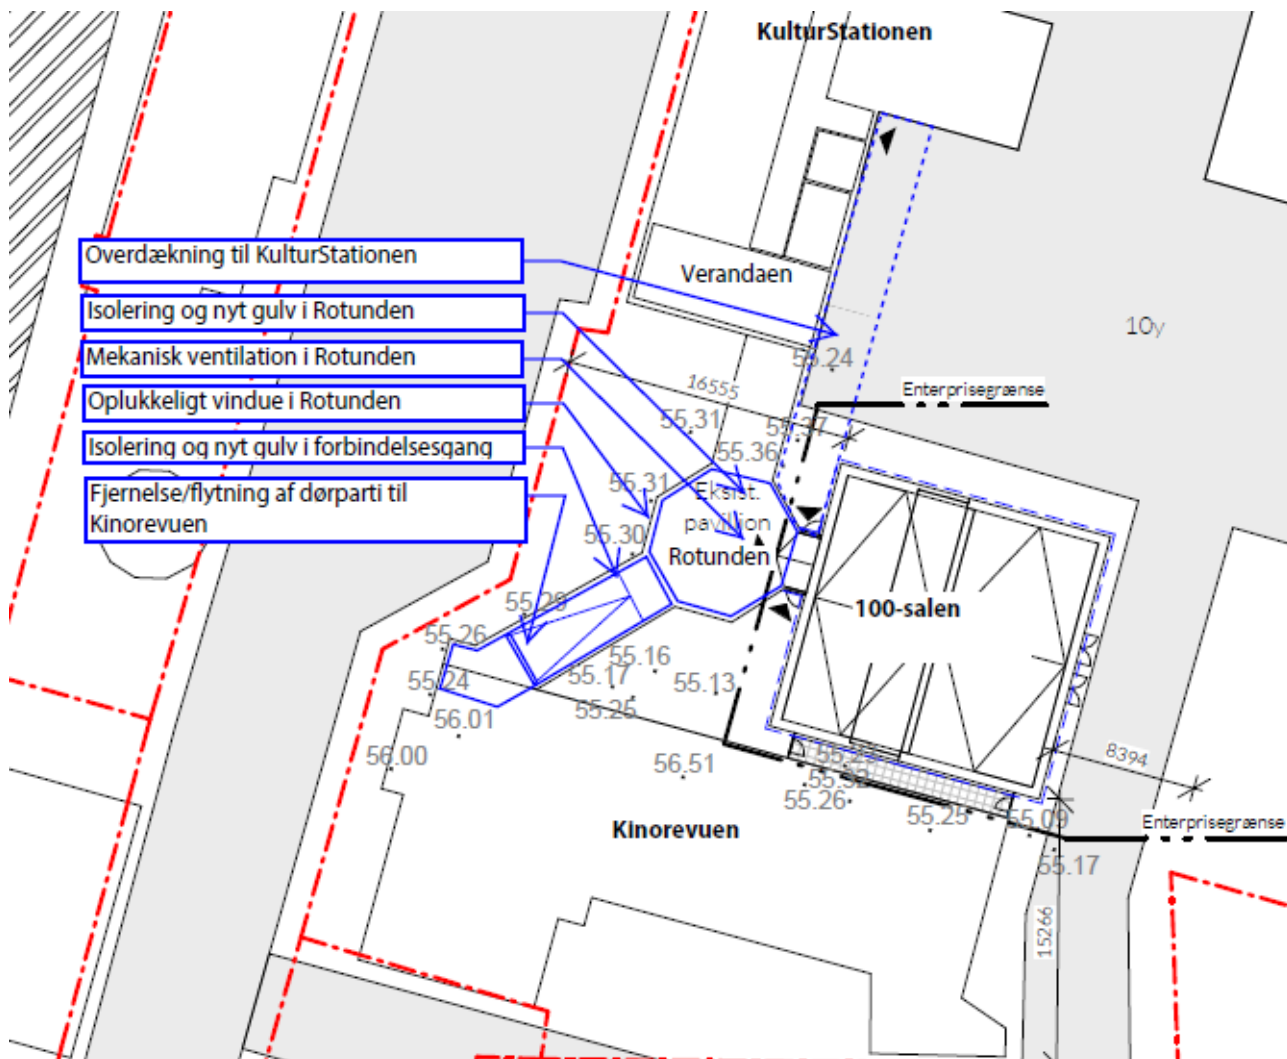 KulturStationen
Overdækning til KulturStationen
Verandaen
Isolering og nyt gulv i Rotunden
10y
Mekanisk ventilation i Rotunden
55.24
Oplukkeligt vindue i Rotunden
16555
Enterprisegrænse
55.31
55.37
Isolering og nyt gulv i forbindelsesgang
55.36
Fjernelse/flytning af dørparti til
Kinorevuen
55.31
Eksist.
pavillion
55.30
Rotunden
55.29
100-salen
55.26
55.16
55.24
55.17
55.13
55.25
56.01
56.00
56.51
8394
55.26
55.25
55.09
Kinorevuen
Enterprisegrænse
55.17
15266